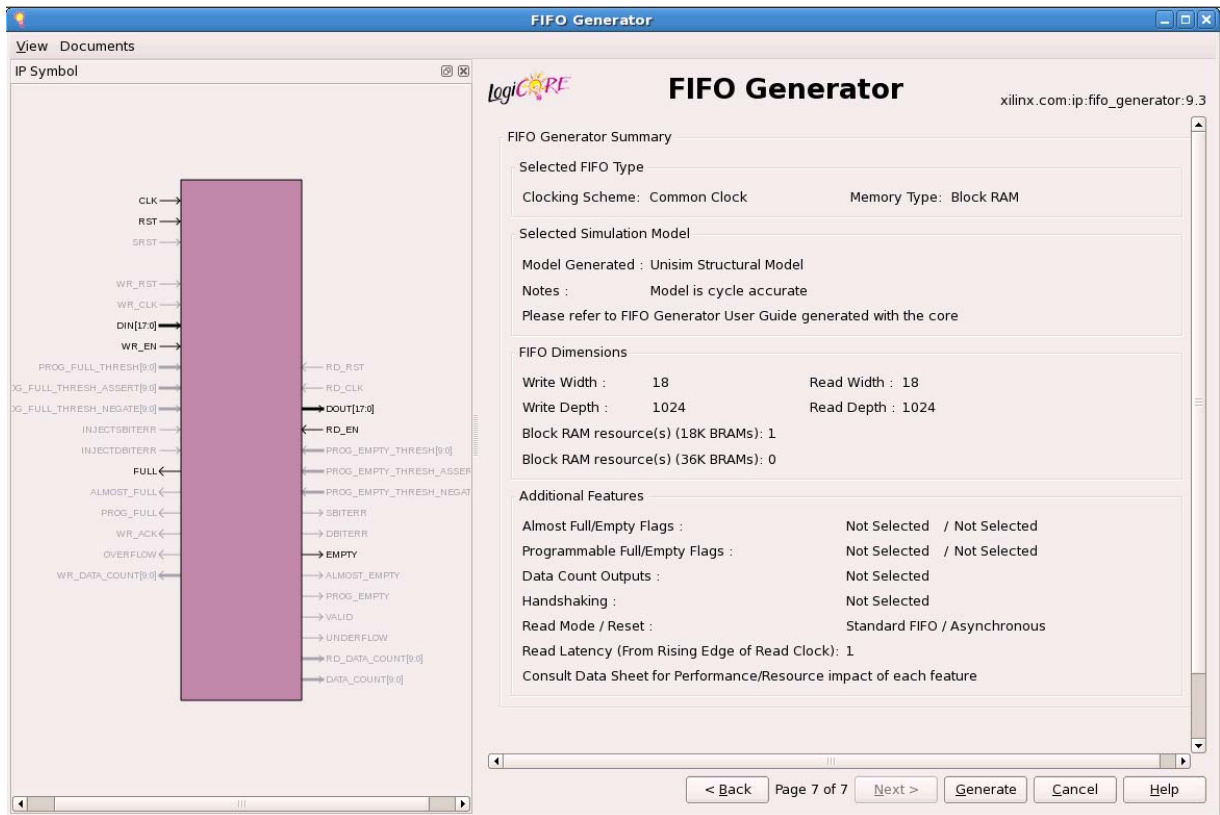 FIFO Generator
View Documents
IP Symbol
CLK
RST
SRST
WR_RST
WR_CLK
DIN[17:0]
WR_EN
PROG_FULL_THRESH[9:0]
OG_FULL_THRESH_ASSERT[9:0]
OG_FULL_THRESH_NEGATE[9:0]
INJECTSBITERR
INJECTDBITERR
FULL
ALMOST_FULL
PROG_FULL
WR_ACK
OVERFLOW
WR_DATA_COUNT[9:0]
RD_RST
RD_CLK
DOUT[17:0]
RD_EN
PROG_EMPTY_THRESH[9:0]
PROG_EMPTY_THRESH_ASSER
PROG_EMPTY_THRESH_NEGAT
SBITERR
DBITERR
EMPTY
ALMOST_EMPTY
PROG_EMPTY
VALID
UNDERFLOW
RD_DATA_COUNT[9:0]
DATA_COUNT[9:0]
LogiCORE
FIFO Generator
xilinx.com:ip:fifo_generator:9.3
FIFO Generator Summary
Selected FIFO Type
Clocking Scheme: Common Clock Memory Type: Block RAM
Selected Simulation Model
Model Generated : Unisim Structural Model
Notes : Model is cycle accurate
Please refer to FIFO Generator User Guide generated with the core
FIFO Dimensions
Write Width : 18 Read Width : 18
Write Depth : 1024 Read Depth : 1024
Block RAM resource(s) (18K BRAMs): 1
Block RAM resource(s) (36K BRAMs): 0
Additional Features
Almost Full/Empty Flags : Not Selected / Not Selected
Programmable Full/Empty Flags : Not Selected / Not Selected
Data Count Outputs : Not Selected
Handshaking : Not Selected
Read Mode / Reset : Standard FIFO / Asynchronous
Read Latency (From Rising Edge of Read Clock): 1
Consult Data Sheet for Performance/Resource impact of each feature
< Back Page 7 of 7 Next > Generate Cancel Help